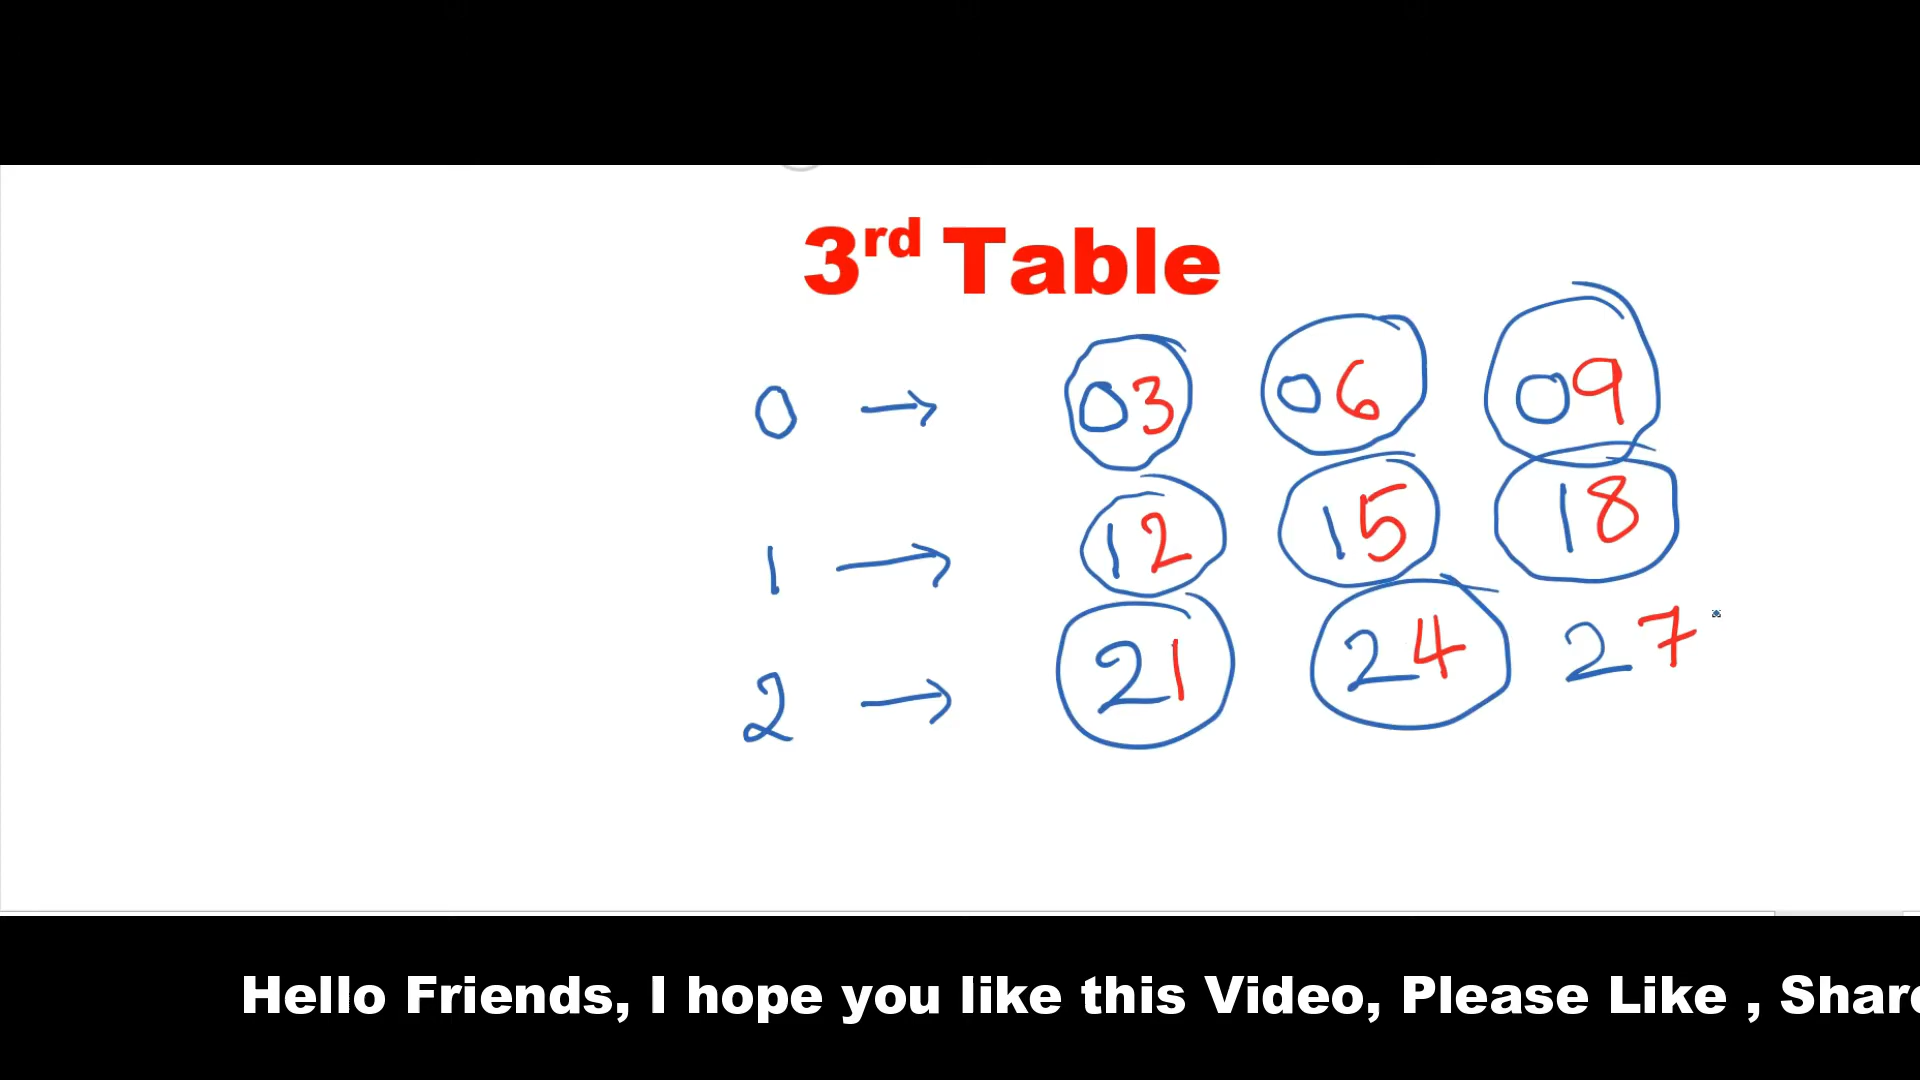 3rd Table
0 → 03 06 09
1 → 12 15 18
2 → 21 24 27
Hello Friends, I hope you like this Video, Please Like , Share